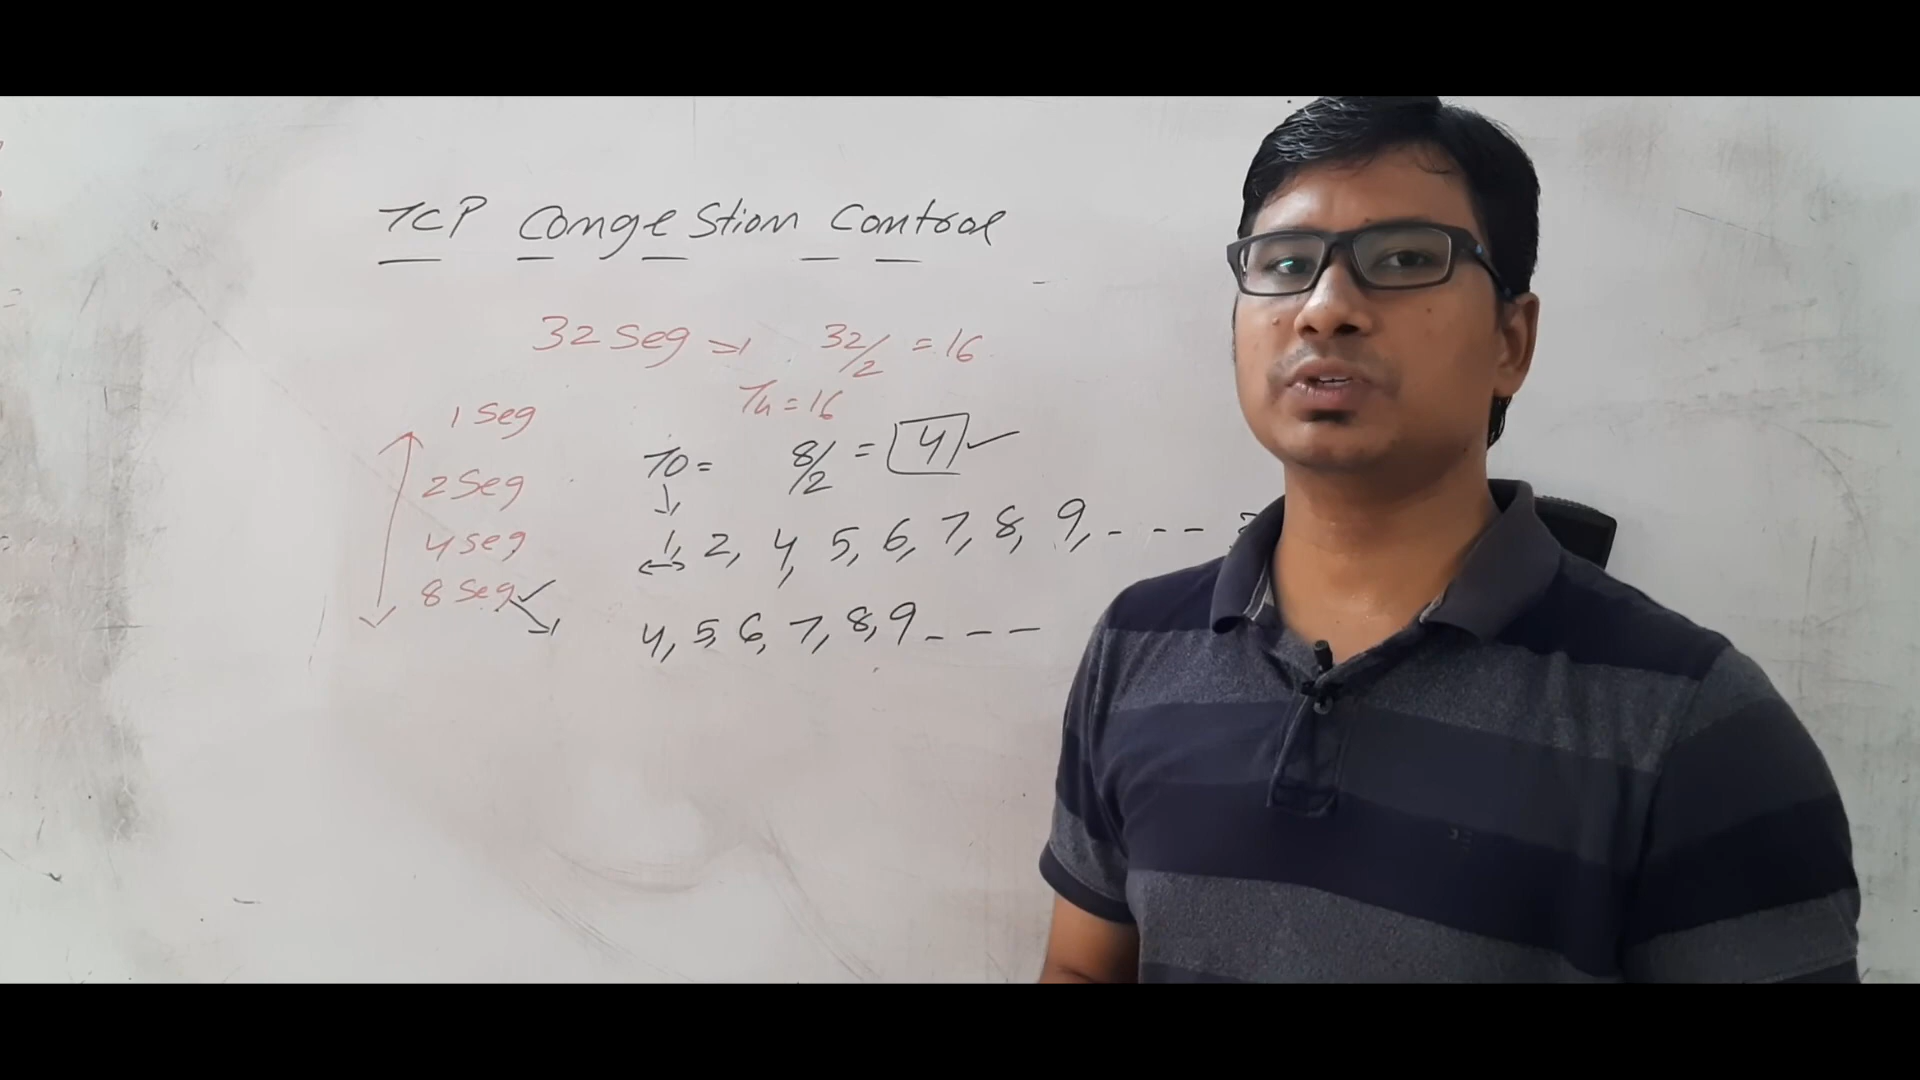 TCP Congestion Control
32 Seg → 32/2 = 16
Th = 16
1 Seg
2 Seg
4 Seg
8 Seg ✓
TO = 8/2 = 4 ✓
1, 2, 4, 5, 6, 7, 8, 9, - - - -
4, 5 6, 7, 8, 9 - - -